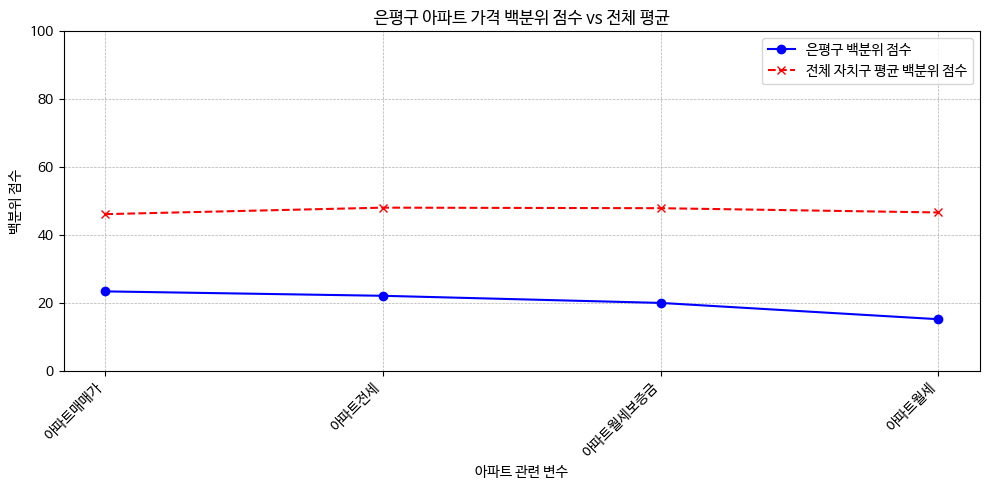 은평구 아파트 가격 백분위 점수 vs 전체 평균
은평구 백분위 점수
전체 자치구 평균 백분위 점수
백분위 점수
100
80
60
40
20
0
아파트매매가
아파트전세
아파트월세보증금
아파트월세
아파트 관련 변수